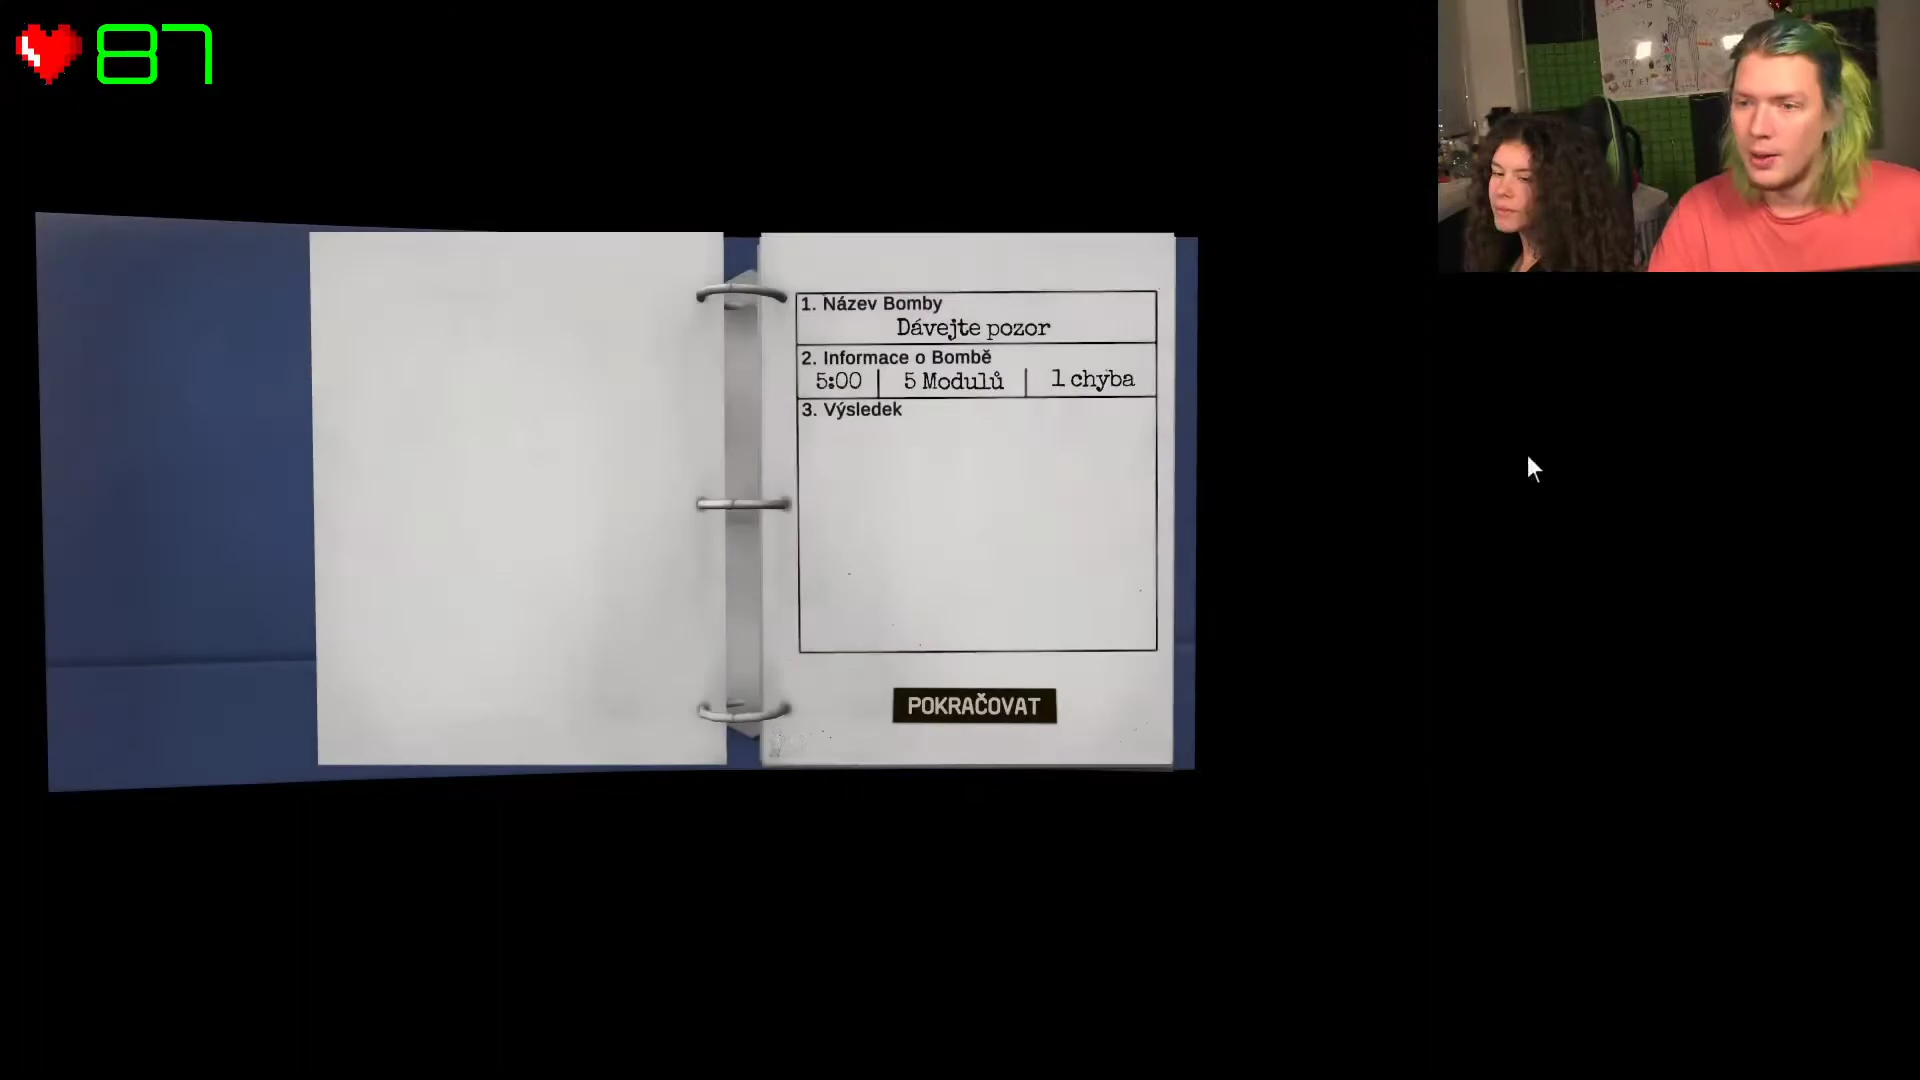 87
1. Název Bomby
Dávejte pozor
2. Informace o Bombě
5:00 | 5 Modulů | 1 chyba
3. Výsledek
POKRAČOVAT